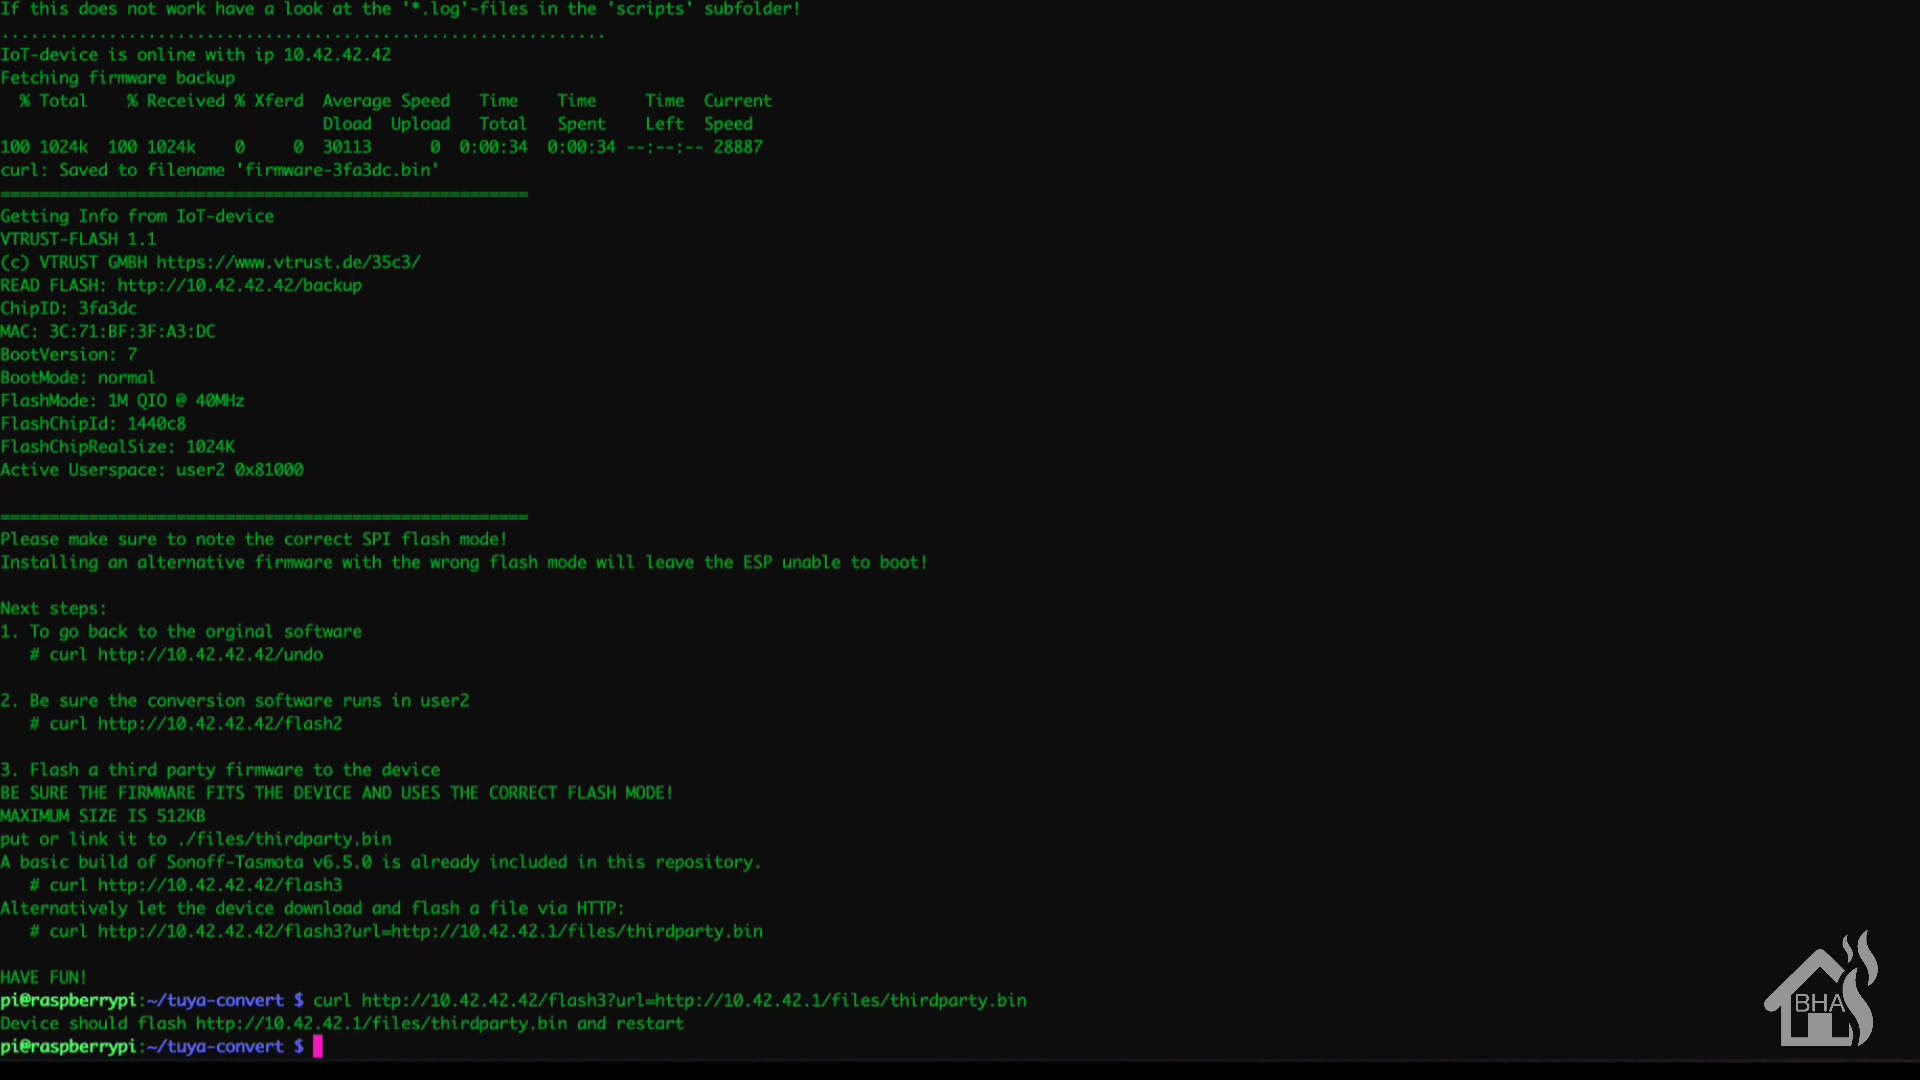 If this does not work have a look at the '*.log'-files in the 'scripts' subfolder!
..............................................................
IoT-device is online with ip 10.42.42.42
Fetching firmware backup
  % Total    % Received % Xferd  Average Speed   Time    Time     Time  Current
                                 Dload  Upload   Total   Spent    Left  Speed
100 1024k  100 1024k    0     0  30113      0  0:00:34  0:00:34 --:--:-- 28887
curl: Saved to filename 'firmware-3fa3dc.bin'
======================================================
Getting Info from IoT-device
VTRUST-FLASH 1.1
(c) VTRUST GMBH https://www.vtrust.de/35c3/
READ FLASH: http://10.42.42.42/backup
ChipID: 3fa3dc
MAC: 3C:71:BF:3F:A3:DC
BootVersion: 7
BootMode: normal
FlashMode: 1M QIO @ 40MHz
FlashChipId: 1440c8
FlashChipRealSize: 1024K
Active Userspace: user2 0x81000
======================================================
Please make sure to note the correct SPI flash mode!
Installing an alternative firmware with the wrong flash mode will leave the ESP unable to boot!
Next steps:
1. To go back to the orginal software
   # curl http://10.42.42.42/undo
2. Be sure the conversion software runs in user2
   # curl http://10.42.42.42/flash2
3. Flash a third party firmware to the device
BE SURE THE FIRMWARE FITS THE DEVICE AND USES THE CORRECT FLASH MODE!
MAXIMUM SIZE IS 512KB
put or link it to ./files/thirdparty.bin
A basic build of Sonoff-Tasmota v6.5.0 is already included in this repository.
   # curl http://10.42.42.42/flash3
Alternatively let the device download and flash a file via HTTP:
   # curl http://10.42.42.42/flash3?url=http://10.42.42.1/files/thirdparty.bin
HAVE FUN!
pi@raspberrypi:~/tuya-convert $ curl http://10.42.42.42/flash3?url=http://10.42.42.1/files/thirdparty.bin
Device should flash http://10.42.42.1/files/thirdparty.bin and restart
pi@raspberrypi:~/tuya-convert $
BHA